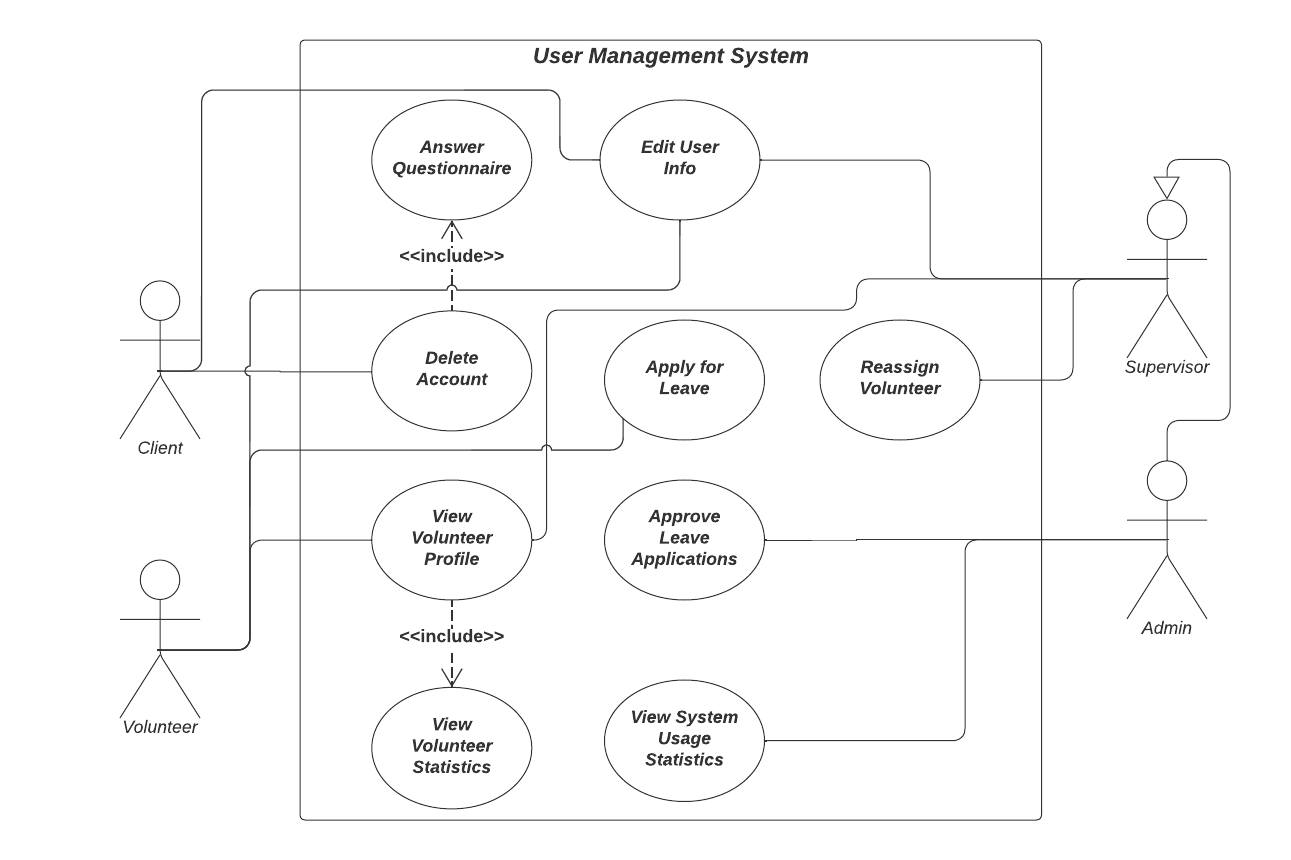 User Management System
Answer
Questionnaire
Edit User
Info
<<include>>
Delete
Account
Apply for
Leave
Reassign
Volunteer
Supervisor
Client
View
Volunteer
Profile
Approve
Leave
Applications
Admin
<<include>>
Volunteer
View
Volunteer
Statistics
View System
Usage
Statistics